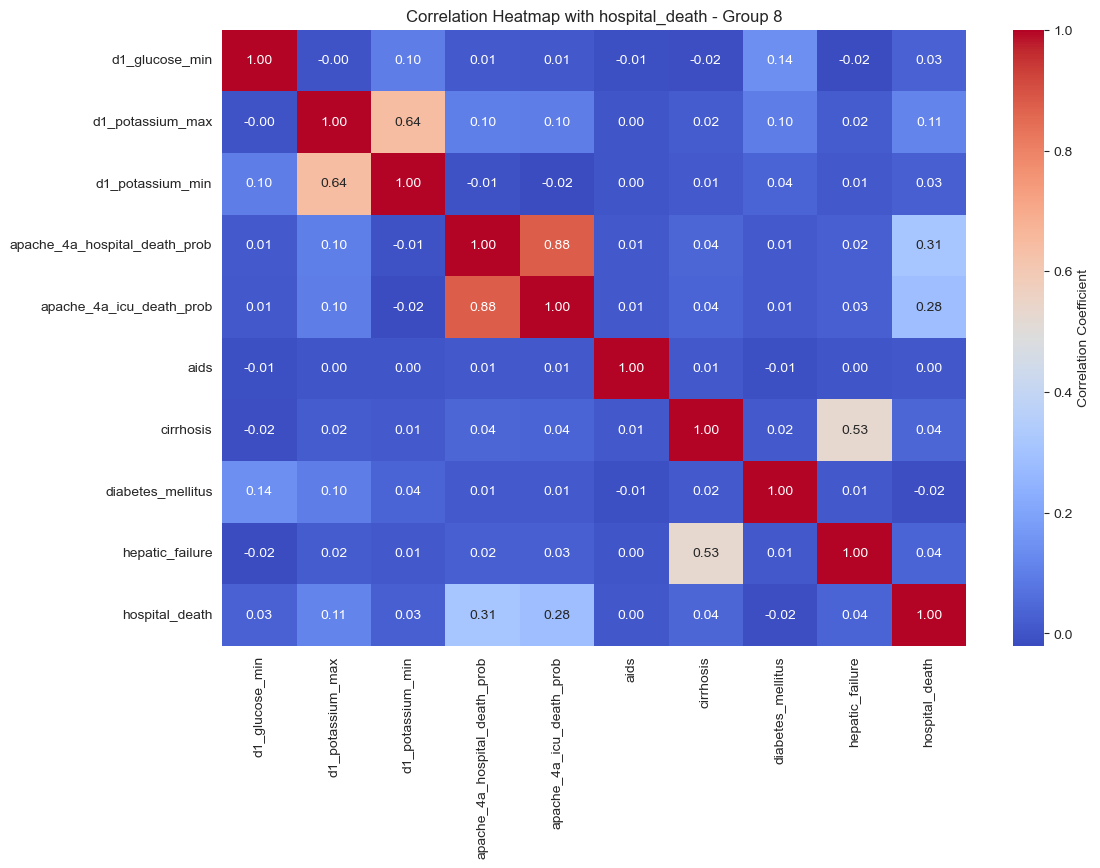 Correlation Heatmap with hospital_death - Group 8
d1_glucose_min 1.00 -0.00 0.10 0.01 0.01 -0.01 -0.02 0.14 -0.02 0.03
d1_potassium_max -0.00 1.00 0.64 0.10 0.10 0.00 0.02 0.10 0.02 0.11
d1_potassium_min 0.10 0.64 1.00 -0.01 -0.02 0.00 0.01 0.04 0.01 0.03
apache_4a_hospital_death_prob 0.01 0.10 -0.01 1.00 0.88 0.01 0.04 0.01 0.02 0.31
apache_4a_icu_death_prob 0.01 0.10 -0.02 0.88 1.00 0.01 0.04 0.01 0.03 0.28
aids -0.01 0.00 0.00 0.01 0.01 1.00 0.01 -0.01 0.00 0.00
cirrhosis -0.02 0.02 0.01 0.04 0.04 0.01 1.00 0.02 0.53 0.04
diabetes_mellitus 0.14 0.10 0.04 0.01 0.01 -0.01 0.02 1.00 0.01 -0.02
hepatic_failure -0.02 0.02 0.01 0.02 0.03 0.00 0.53 0.01 1.00 0.04
hospital_death 0.03 0.11 0.03 0.31 0.28 0.00 0.04 -0.02 0.04 1.00
d1_glucose_min
d1_potassium_max
d1_potassium_min
apache_4a_hospital_death_prob
apache_4a_icu_death_prob
aids
cirrhosis
diabetes_mellitus
hepatic_failure
hospital_death
1.0
0.8
0.6
0.4
0.2
0.0
Correlation Coefficient